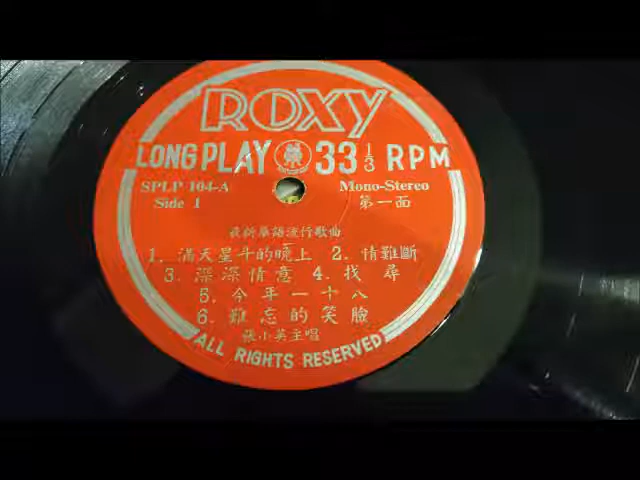 ROXY
LONG PLAY 33 1/3 RPM
SPLP 104-A Mono-Stereo
Side 1 第一面
最新華語流行歌曲
1. 滿天星斗的晚上 2. 情難斷
3. 深深情意 4. 找尋
5. 今年一十八
6. 難忘的笑臉
張小英主唱
ALL RIGHTS RESERVED